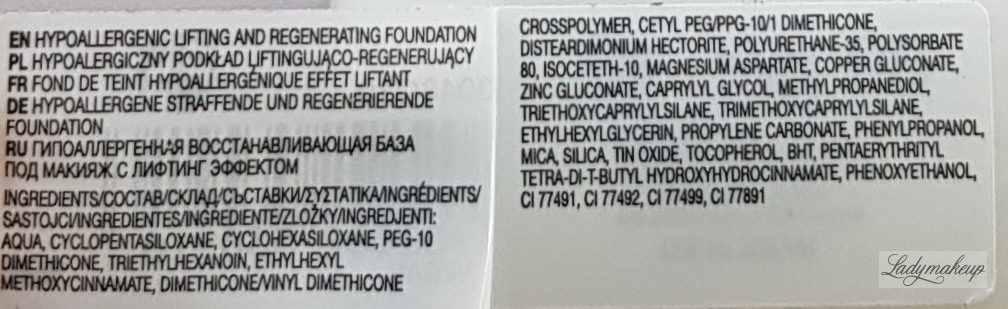 EN HYPOALLERGENIC LIFTING AND REGENERATING FOUNDATION
PL HYPOALERGICZNY PODKŁAD LIFTINGUJĄCO-REGENERUJĄCY
FR FOND DE TEINT HYPOALLERGÉNIQUE EFFET LIFTANT
DE HYPOALLERGENE STRAFFENDE UND REGENERIERENDE
FOUNDATION
RU ГИПОАЛЛЕРГЕННАЯ ВОССТАНАВЛИВАЮЩАЯ БАЗА
ПОД МАКИЯЖ С ЛИФТИНГ ЭФФЕКТОМ
INGREDIENTS/COCTAB/СКЛАД/СЪСТАВКИ/ΣΥΣΤΑΤΙΚΑ/INGRÉDIENTS/
SASTOJCI/INGREDIENTES/INGREDIENTE/ZLOŽKY/INGREDJENTI:
AQUA, CYCLOPENTASILOXANE, CYCLOHEXASILOXANE, PEG-10
DIMETHICONE, TRIETHYLHEXANOIN, ETHYLHEXYL
METHOXYCINNAMATE, DIMETHICONE/VINYL DIMETHICONE
CROSSPOLYMER, CETYL PEG/PPG-10/1 DIMETHICONE,
DISTEARDIMONIUM HECTORITE, POLYURETHANE-35, POLYSORBATE
80, ISOCETETH-10, MAGNESIUM ASPARTATE, COPPER GLUCONATE,
ZINC GLUCONATE, CAPRYLYL GLYCOL, METHYLPROPANEDIOL,
TRIETHOXYCAPRYLYLSILANE, TRIMETHOXYCAPRYLYLSILANE,
ETHYLHEXYLGLYCERIN, PROPYLENE CARBONATE, PHENYLPROPANOL,
MICA, SILICA, TIN OXIDE, TOCOPHEROL, BHT, PENTAERYTHRITYL
TETRA-DI-T-BUTYL HYDROXYHYDROCINNAMATE, PHENOXYETHANOL,
CI 77491, CI 77492, CI 77499, CI 77891
Ladymakeup